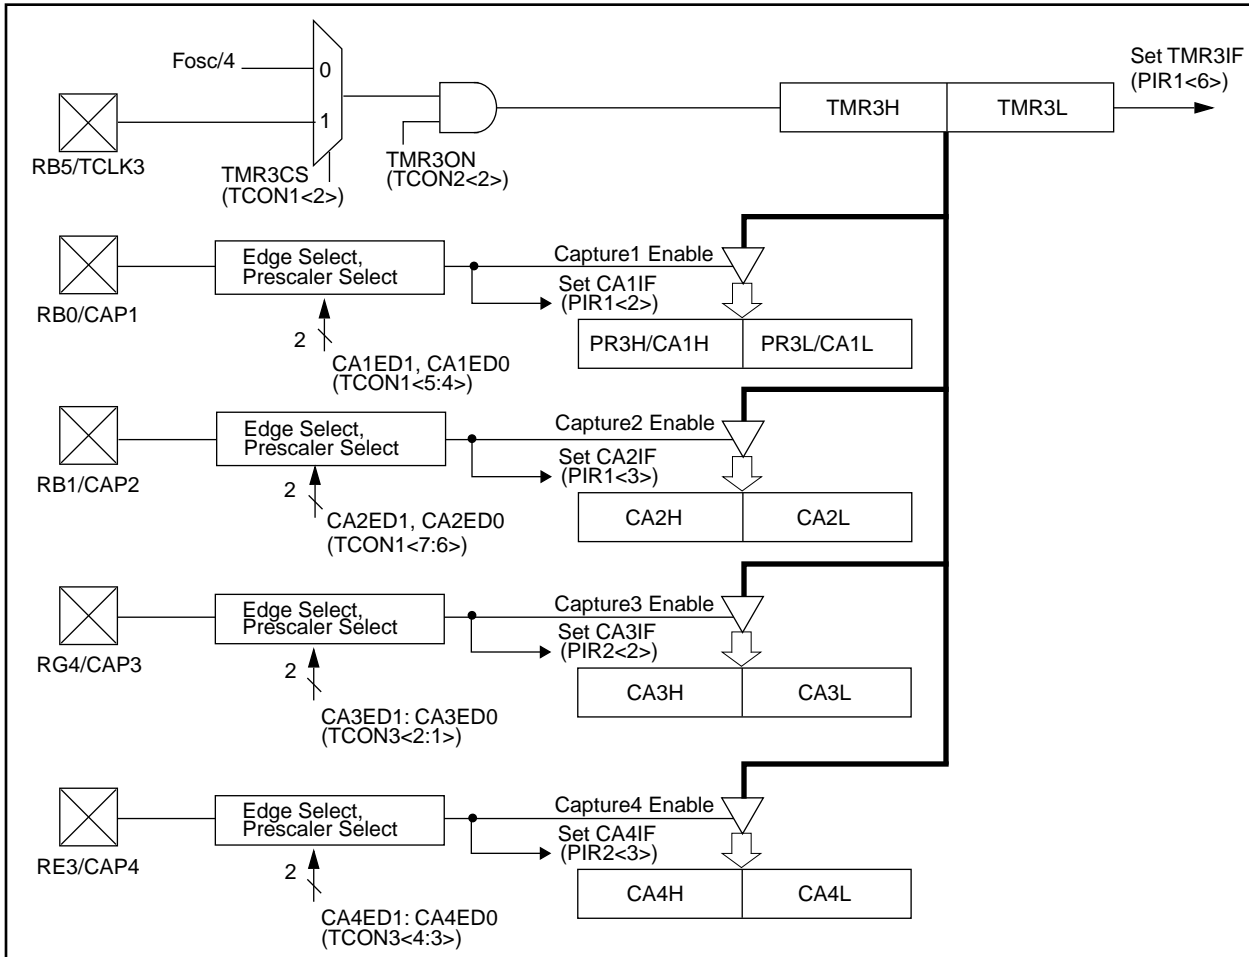 Fosc/4
0
1
RB5/TCLK3
TMR3CS
(TCON1<2>)
TMR3ON
(TCON2<2>)
TMR3H
TMR3L
Set TMR3IF
(PIR1<6>)
RB0/CAP1
Edge Select,
Prescaler Select
2
CA1ED1, CA1ED0
(TCON1<5:4>)
Capture1 Enable
Set CA1IF
(PIR1<2>)
PR3H/CA1H
PR3L/CA1L
RB1/CAP2
Edge Select,
Prescaler Select
2
CA2ED1, CA2ED0
(TCON1<7:6>)
Capture2 Enable
Set CA2IF
(PIR1<3>)
CA2H
CA2L
RG4/CAP3
Edge Select,
Prescaler Select
2
CA3ED1: CA3ED0
(TCON3<2:1>)
Capture3 Enable
Set CA3IF
(PIR2<2>)
CA3H
CA3L
RE3/CAP4
Edge Select,
Prescaler Select
2
CA4ED1: CA4ED0
(TCON3<4:3>)
Capture4 Enable
Set CA4IF
(PIR2<3>)
CA4H
CA4L